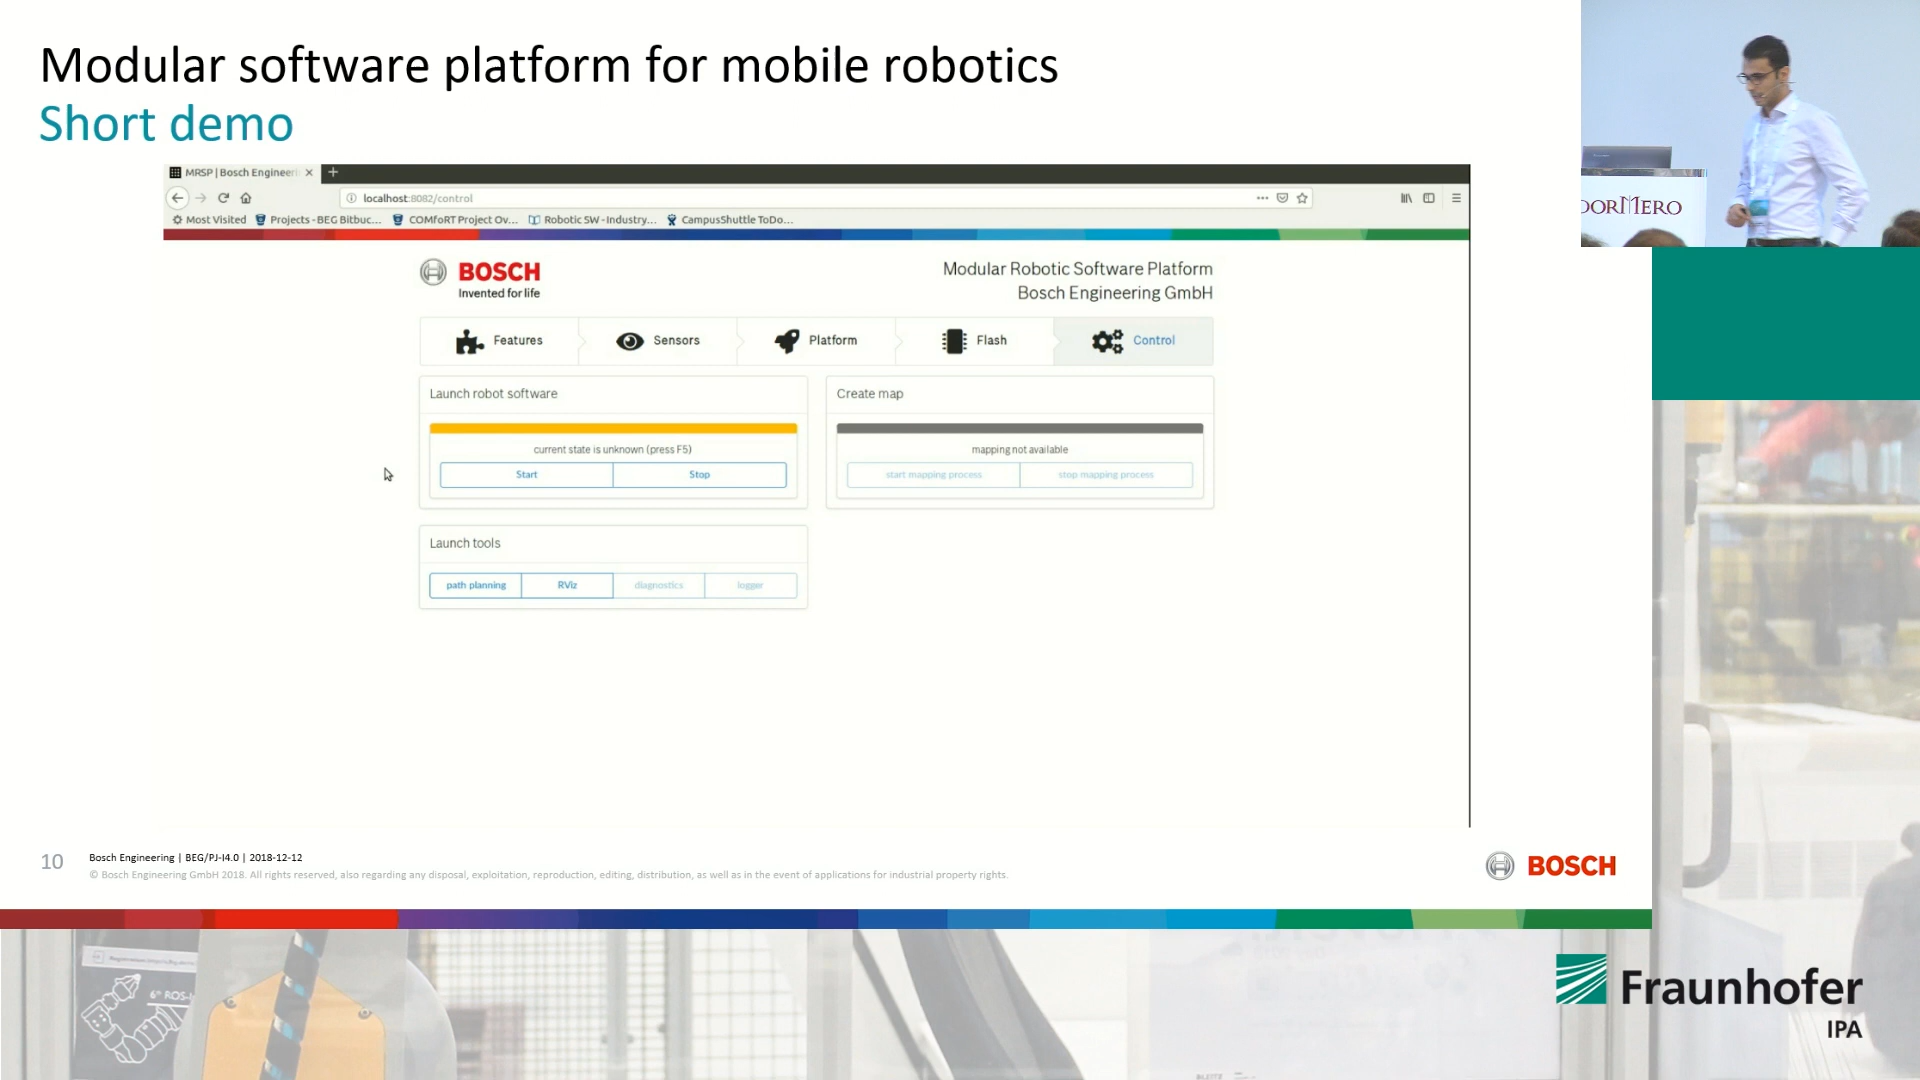 Modular software platform for mobile robotics
Short demo
MRSP | Bosch Engineeri
localhost:8082/control
Most Visited Projects - BEG Bitbuc... COMfoRT Project Ov... Robotic SW - Industry... CampusShuttle ToDo...
BOSCH
Invented for life
Modular Robotic Software Platform
Bosch Engineering GmbH
Features Sensors Platform Flash Control
Launch robot software
current state is unknown (press F5)
Start Stop
Create map
mapping not available
start mapping process stop mapping process
Launch tools
path planning RViz diagnostics logger
10
Bosch Engineering | BEG/PJ-I4.0 | 2018-12-12
© Bosch Engineering GmbH 2018. All rights reserved, also regarding any disposal, exploitation, reproduction, editing, distribution, as well as in the event of applications for industrial property rights.
BOSCH
DORMERO
6° ROS-I
Fraunhofer
IPA